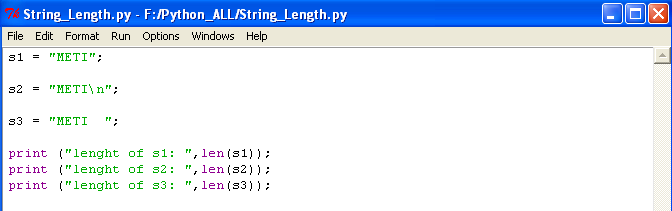 String_Length.py - F:/Python_ALL/String_Length.py
File Edit Format Run Options Windows Help
s1 = "METI";
s2 = "METI\n";
s3 = "METI  ";
print ("lenght of s1: ",len(s1));
print ("lenght of s2: ",len(s2));
print ("lenght of s3: ",len(s3));